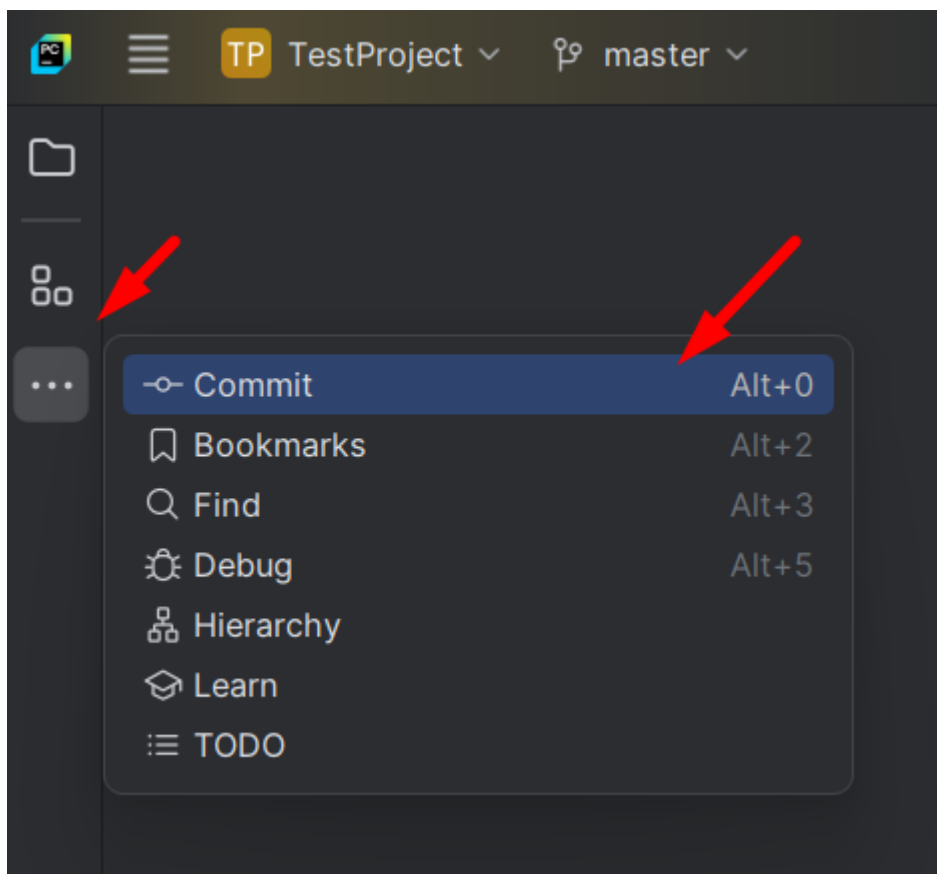 PC TP TestProject master
Commit Alt+0
Bookmarks Alt+2
Find Alt+3
Debug Alt+5
Hierarchy
Learn
TODO